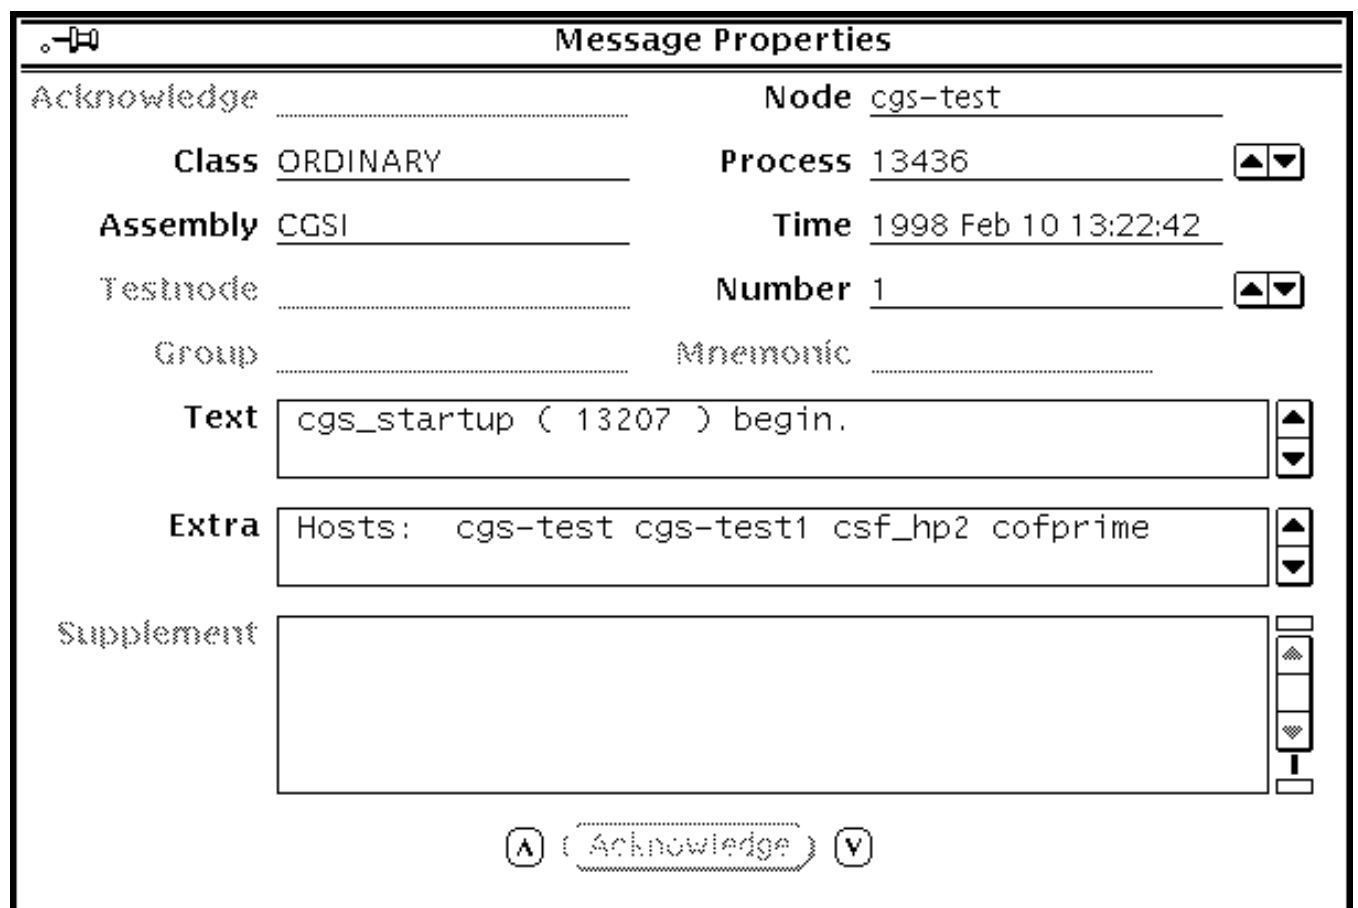 Message Properties
Acknowledge Node cgs-test
Class ORDINARY Process 13436
Assembly CGSI Time 1998 Feb 10 13:22:42
Testnode Number 1
Group Mnemonic
Text cgs_startup ( 13207 ) begin.
Extra Hosts: cgs-test cgs-test1 csf_hp2 cofprime
Supplement
Acknowledge